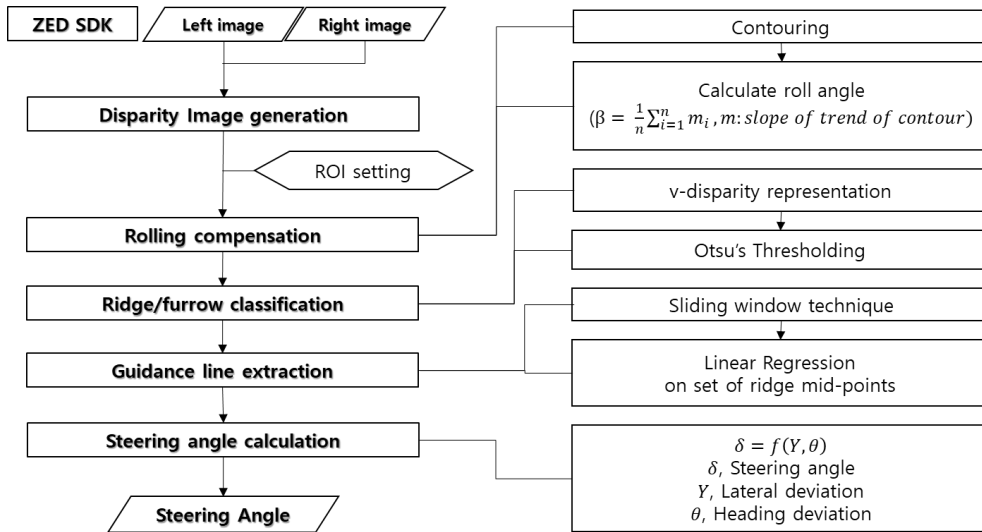 ZED SDK
Left image
Right image
Disparity Image generation
ROI setting
Rolling compensation
Ridge/furrow classification
Guidance line extraction
Steering angle calculation
Steering Angle
Contouring
Calculate roll angle
(β = 1/n ∑ⁿᵢ₌₁ mᵢ , m: slope of trend of contour)
v-disparity representation
Otsu's Thresholding
Sliding window technique
Linear Regression
on set of ridge mid-points
δ = f(Y, θ)
δ, Steering angle
Y, Lateral deviation
θ, Heading deviation